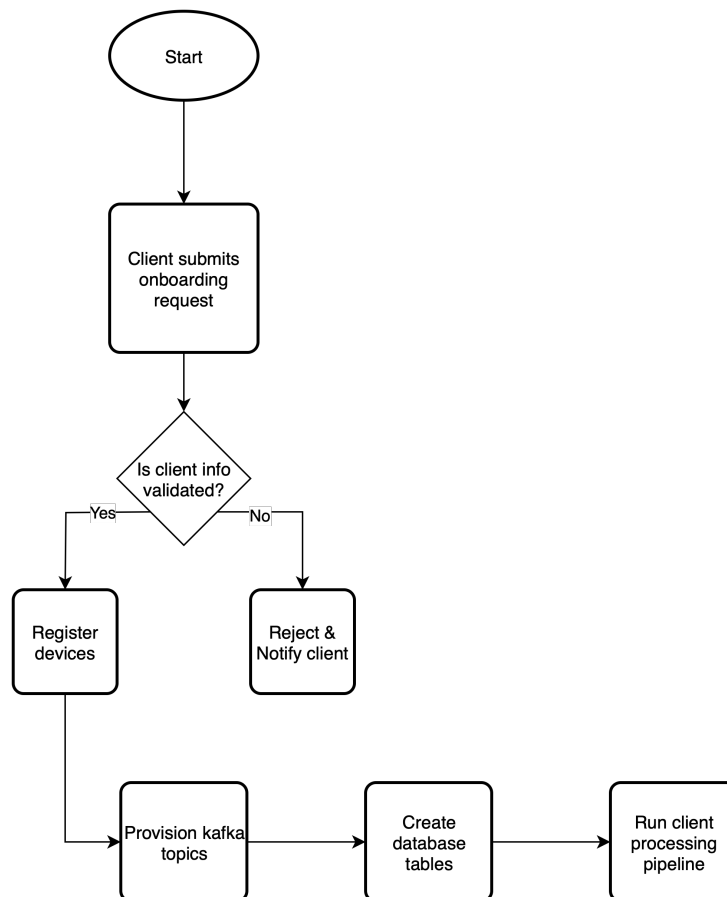 Start
Client submits
onboarding
request
Is client info
validated?
Yes
No
Register
devices
Reject &
Notify client
Provision kafka
topics
Create
database
tables
Run client
processing
pipeline